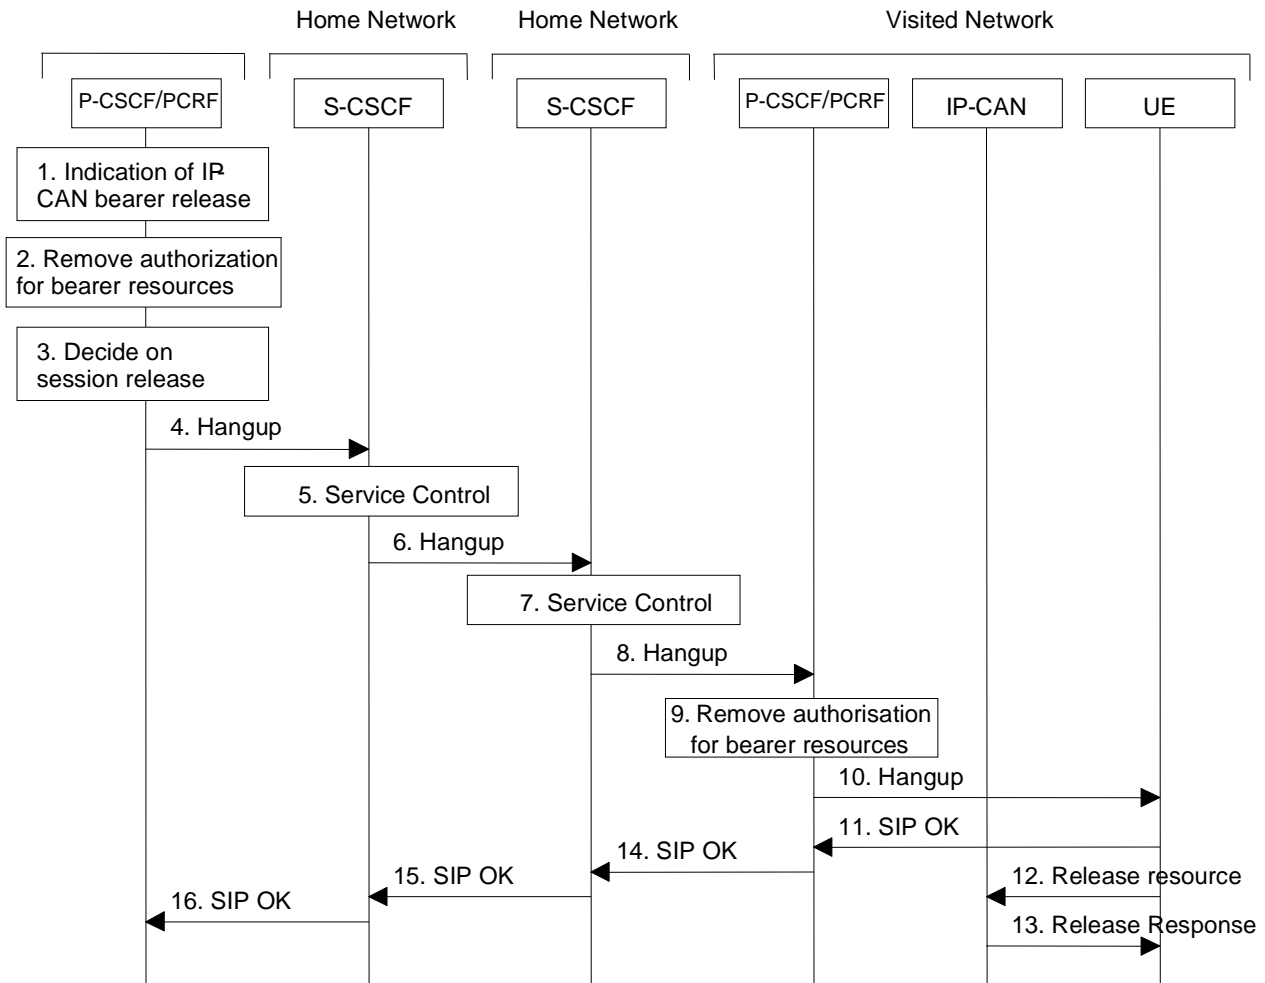 Home Network
Home Network
Visited Network
P-CSCF/PCRF
S-CSCF
S-CSCF
P-CSCF/PCRF
IP-CAN
UE
1. Indication of IP-
CAN bearer release
2. Remove authorization
for bearer resources
3. Decide on
session release
4. Hangup
5. Service Control
6. Hangup
7. Service Control
8. Hangup
9. Remove authorisation
for bearer resources
10. Hangup
11. SIP OK
14. SIP OK
15. SIP OK
12. Release resource
16. SIP OK
13. Release Response